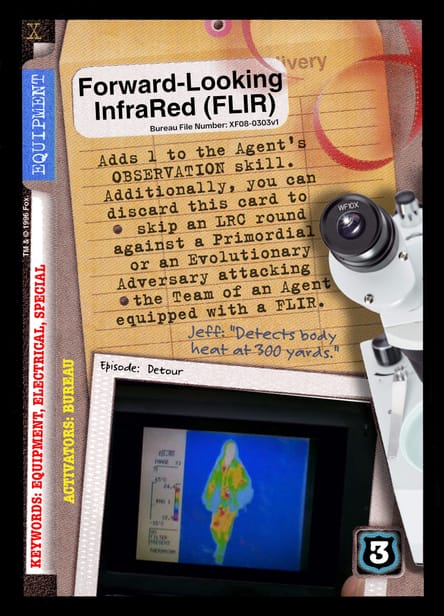 X
EQUIPMENT
TM & © 1996 Fox.
KEYWORDS: EQUIPMENT, ELECTRICAL, SPECIAL
ACTIVATORS: BUREAU
Forward-Looking
InfraRed (FLIR)
Bureau File Number: XF08-0303v1
Adds 1 to the Agent's
OBSERVATION skill.
Additionally, you can
discard this card to
skip an LRC round
against a Primordial
or an Evolutionary
Adversary attacking
the Team of an Agent
equipped with a FLIR.
Jeff: "Detects body
heat at 300 yards."
WF10X
Episode: Detour
3